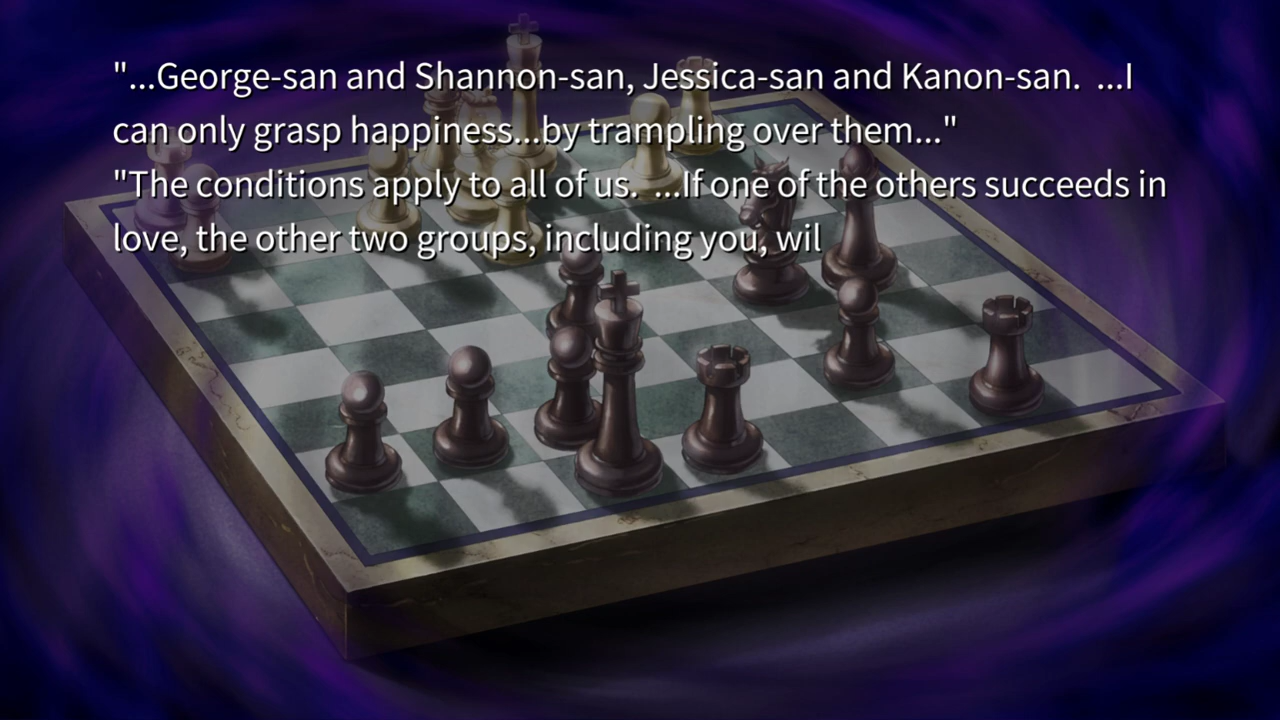 "...George-san and Shannon-san, Jessica-san and Kanon-san.  ...I
can only grasp happiness...by trampling over them..."
"The conditions apply to all of us.  ...If one of the others succeeds in
love, the other two groups, including you, wil